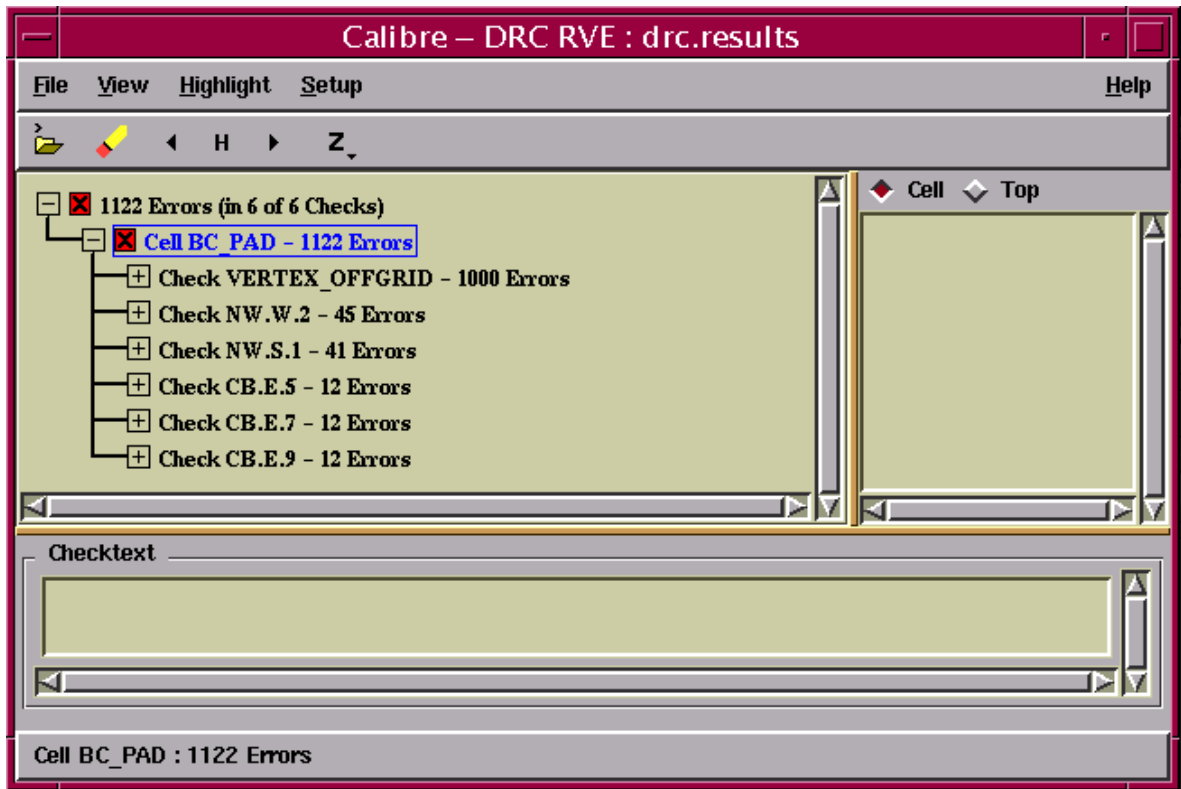 Calibre – DRC RVE : drc.results
File View Highlight Setup Help
H Z
1122 Errors (in 6 of 6 Checks)
Cell BC_PAD – 1122 Errors
Check VERTEX_OFFGRID – 1000 Errors
Check NW.W.2 – 45 Errors
Check NW.S.1 – 41 Errors
Check CB.E.5 – 12 Errors
Check CB.E.7 – 12 Errors
Check CB.E.9 – 12 Errors
Cell Top
Checktext
Cell BC_PAD : 1122 Errors